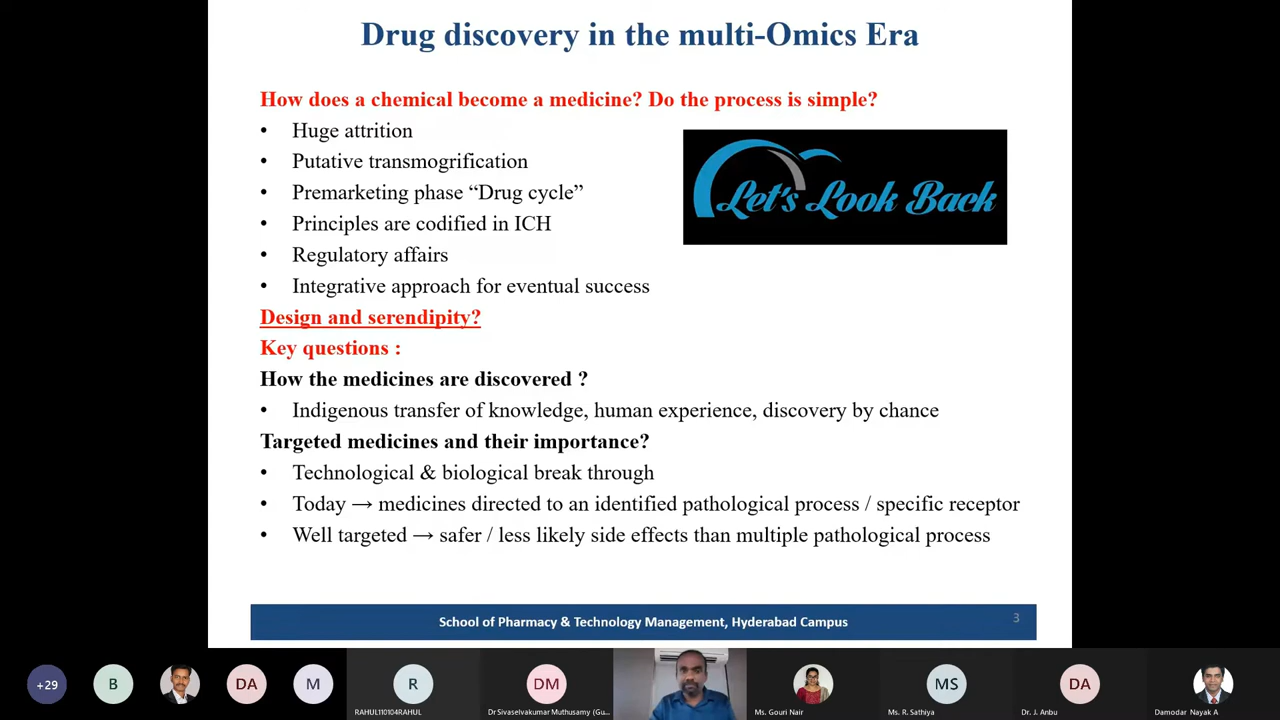 Drug discovery in the multi-Omics Era
How does a chemical become a medicine? Do the process is simple?
• Huge attrition
• Putative transmogrification
• Premarketing phase “Drug cycle”
• Principles are codified in ICH
• Regulatory affairs
• Integrative approach for eventual success
Let's Look Back
Design and serendipity?
Key questions :
How the medicines are discovered ?
• Indigenous transfer of knowledge, human experience, discovery by chance
Targeted medicines and their importance?
• Technological & biological break through
• Today → medicines directed to an identified pathological process / specific receptor
• Well targeted → safer / less likely side effects than multiple pathological process
School of Pharmacy & Technology Management, Hyderabad Campus
3
+29
B
DA
M
R
DM
MS
DA
RAHUL110104RAHUL
Dr Sivaselvakumar Muthusamy (Gu...
Ms. Gouri Nair
Ms. R. Sathiya
Dr. J. Anbu
Damodar Nayak A